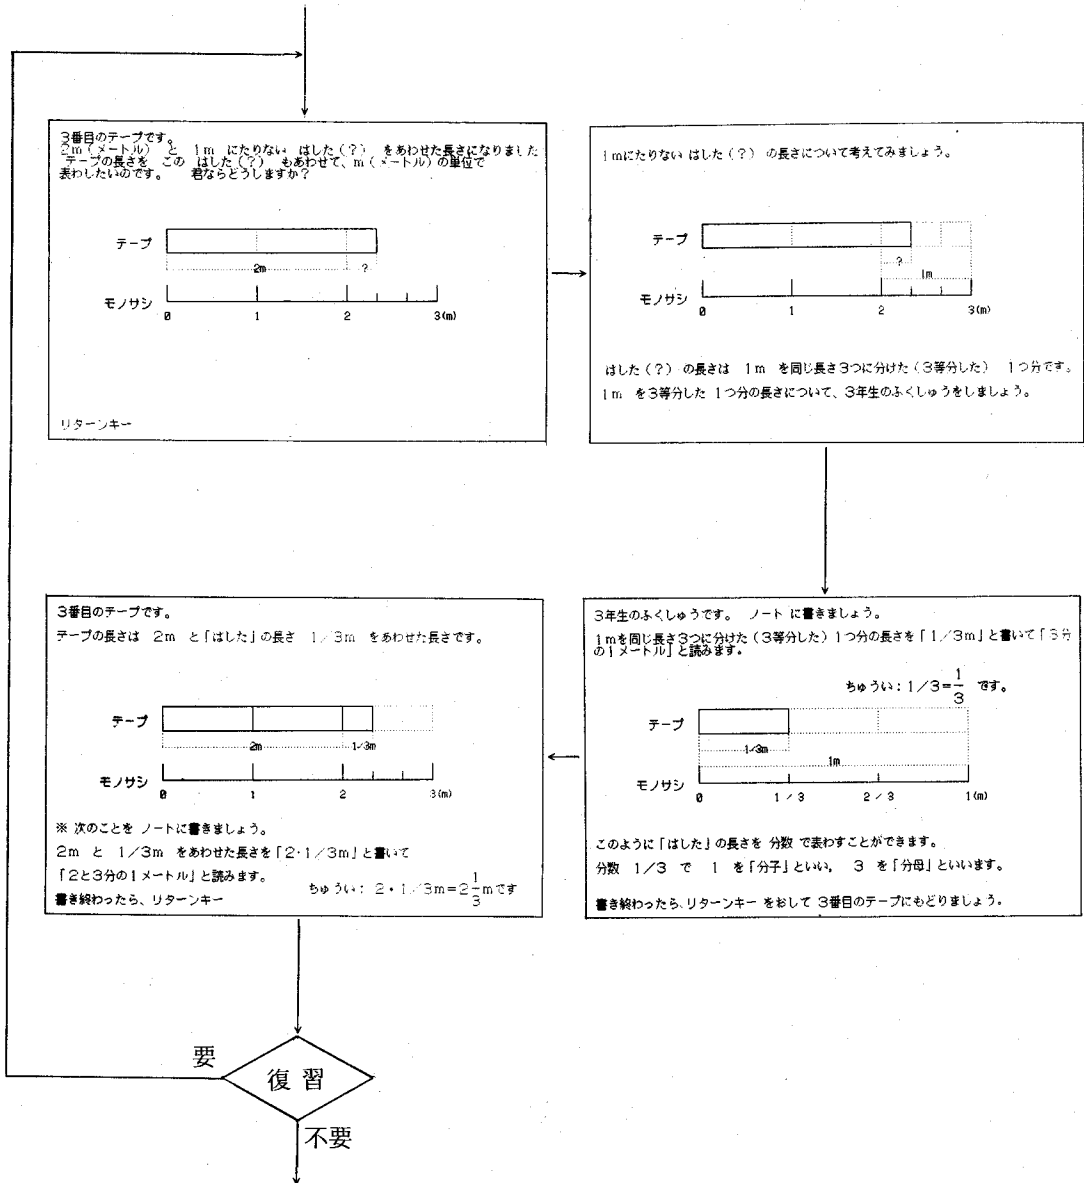 3番目のテープです。
2m(メートル) と 1m にたりない はした(?) をあわせた長さになりました
テープの長さを この はした(?) もあわせて、m(メートル)の単位で
表わしたいのです。 君ならどうしますか?
テープ
2m ?
モノサシ
0 1 2 3(m)
リターンキー
1mにたりない はした(?) の長さについて考えてみましょう。
テープ
?
1m
モノサシ
0 1 2 3(m)
はした(?) の長さは 1m を同じ長さ3つに分けた(3等分した) 1つ分です。
1m を3等分した 1つ分の長さについて、3年生のふくしゅうをしましょう。
3年生のふくしゅうです。 ノート に書きましょう。
1mを同じ長さ3つに分けた(3等分した)1つ分の長さを「1/3m」と書いて「3分
の1メートル」と読みます。
ちゅうい:1/3=1/3 です。
テープ
1/3m
1m
モノサシ
0 1/3 2/3 1(m)
このように「はした」の長さを 分数 で表わすことができます。
分数 1/3 で 1 を「分子」といい, 3 を「分母」といいます。
書き終わったら、リターンキー をおして 3番目のテープにもどりましょう。
3番目のテープです。
テープの長さは 2m と「はした」の長さ 1/3m をあわせた長さです。
テープ
2m 1/3m
モノサシ
0 1 2 3(m)
※ 次のことを ノートに書きましょう。
2m と 1/3m をあわせた長さを「2・1/3m」と書いて
「2と3分の1メートル」と読みます。
ちゅうい: 2・1/3m=2 1/3 mです
書き終わったら、リターンキー
要
復習
不要